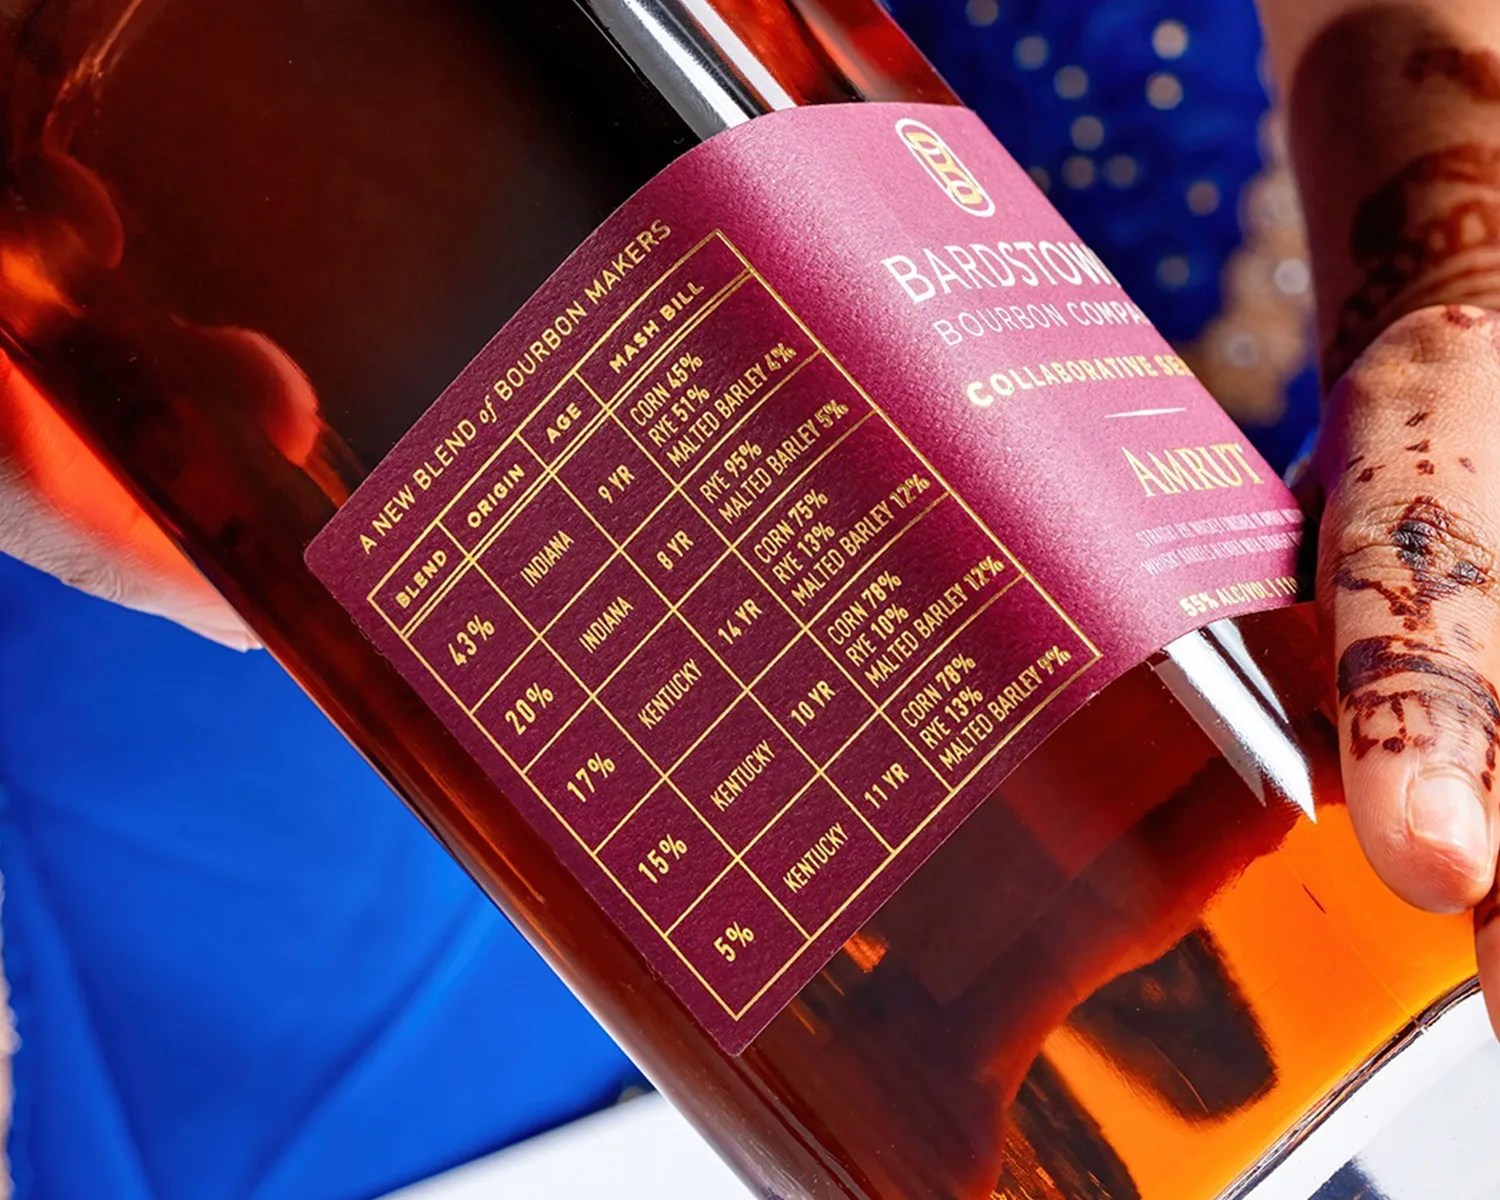 A NEW BLEND of BOURBON MAKERS
BLEND ORIGIN AGE MASH BILL
43% INDIANA 9 YR CORN 45%
RYE 51%
MALTED BARLEY 4%
20% INDIANA 8 YR RYE 95%
MALTED BARLEY 5%
17% KENTUCKY 14 YR CORN 75%
RYE 13%
MALTED BARLEY 12%
15% KENTUCKY 10 YR CORN 78%
RYE 10%
MALTED BARLEY 12%
5% KENTUCKY 11 YR CORN 78%
RYE 13%
MALTED BARLEY 9%
BARDSTOWN
BOURBON COMPA
COLLABORATIVE SER
AMRUT
55% ALC/VOL | 11